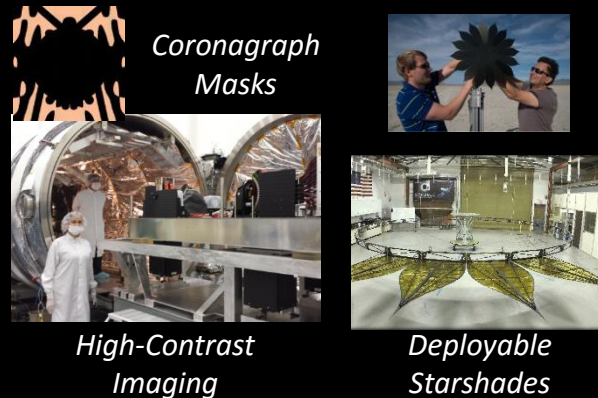 Coronagraph
Masks
High-Contrast
Imaging
Deployable
Starshades